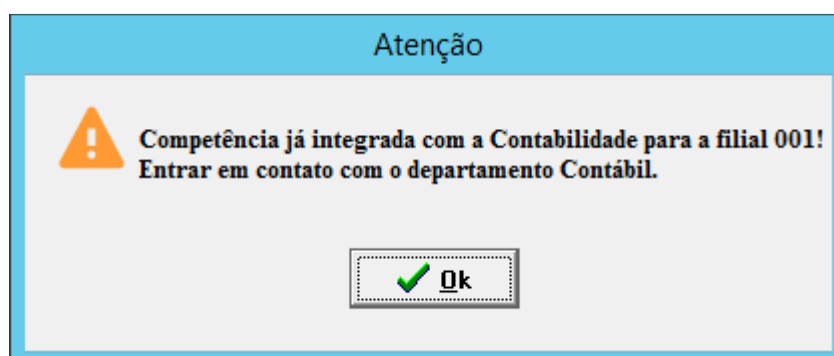 Atenção
Competência já integrada com a Contabilidade para a filial 001!
Entrar em contato com o departamento Contábil.
Ok